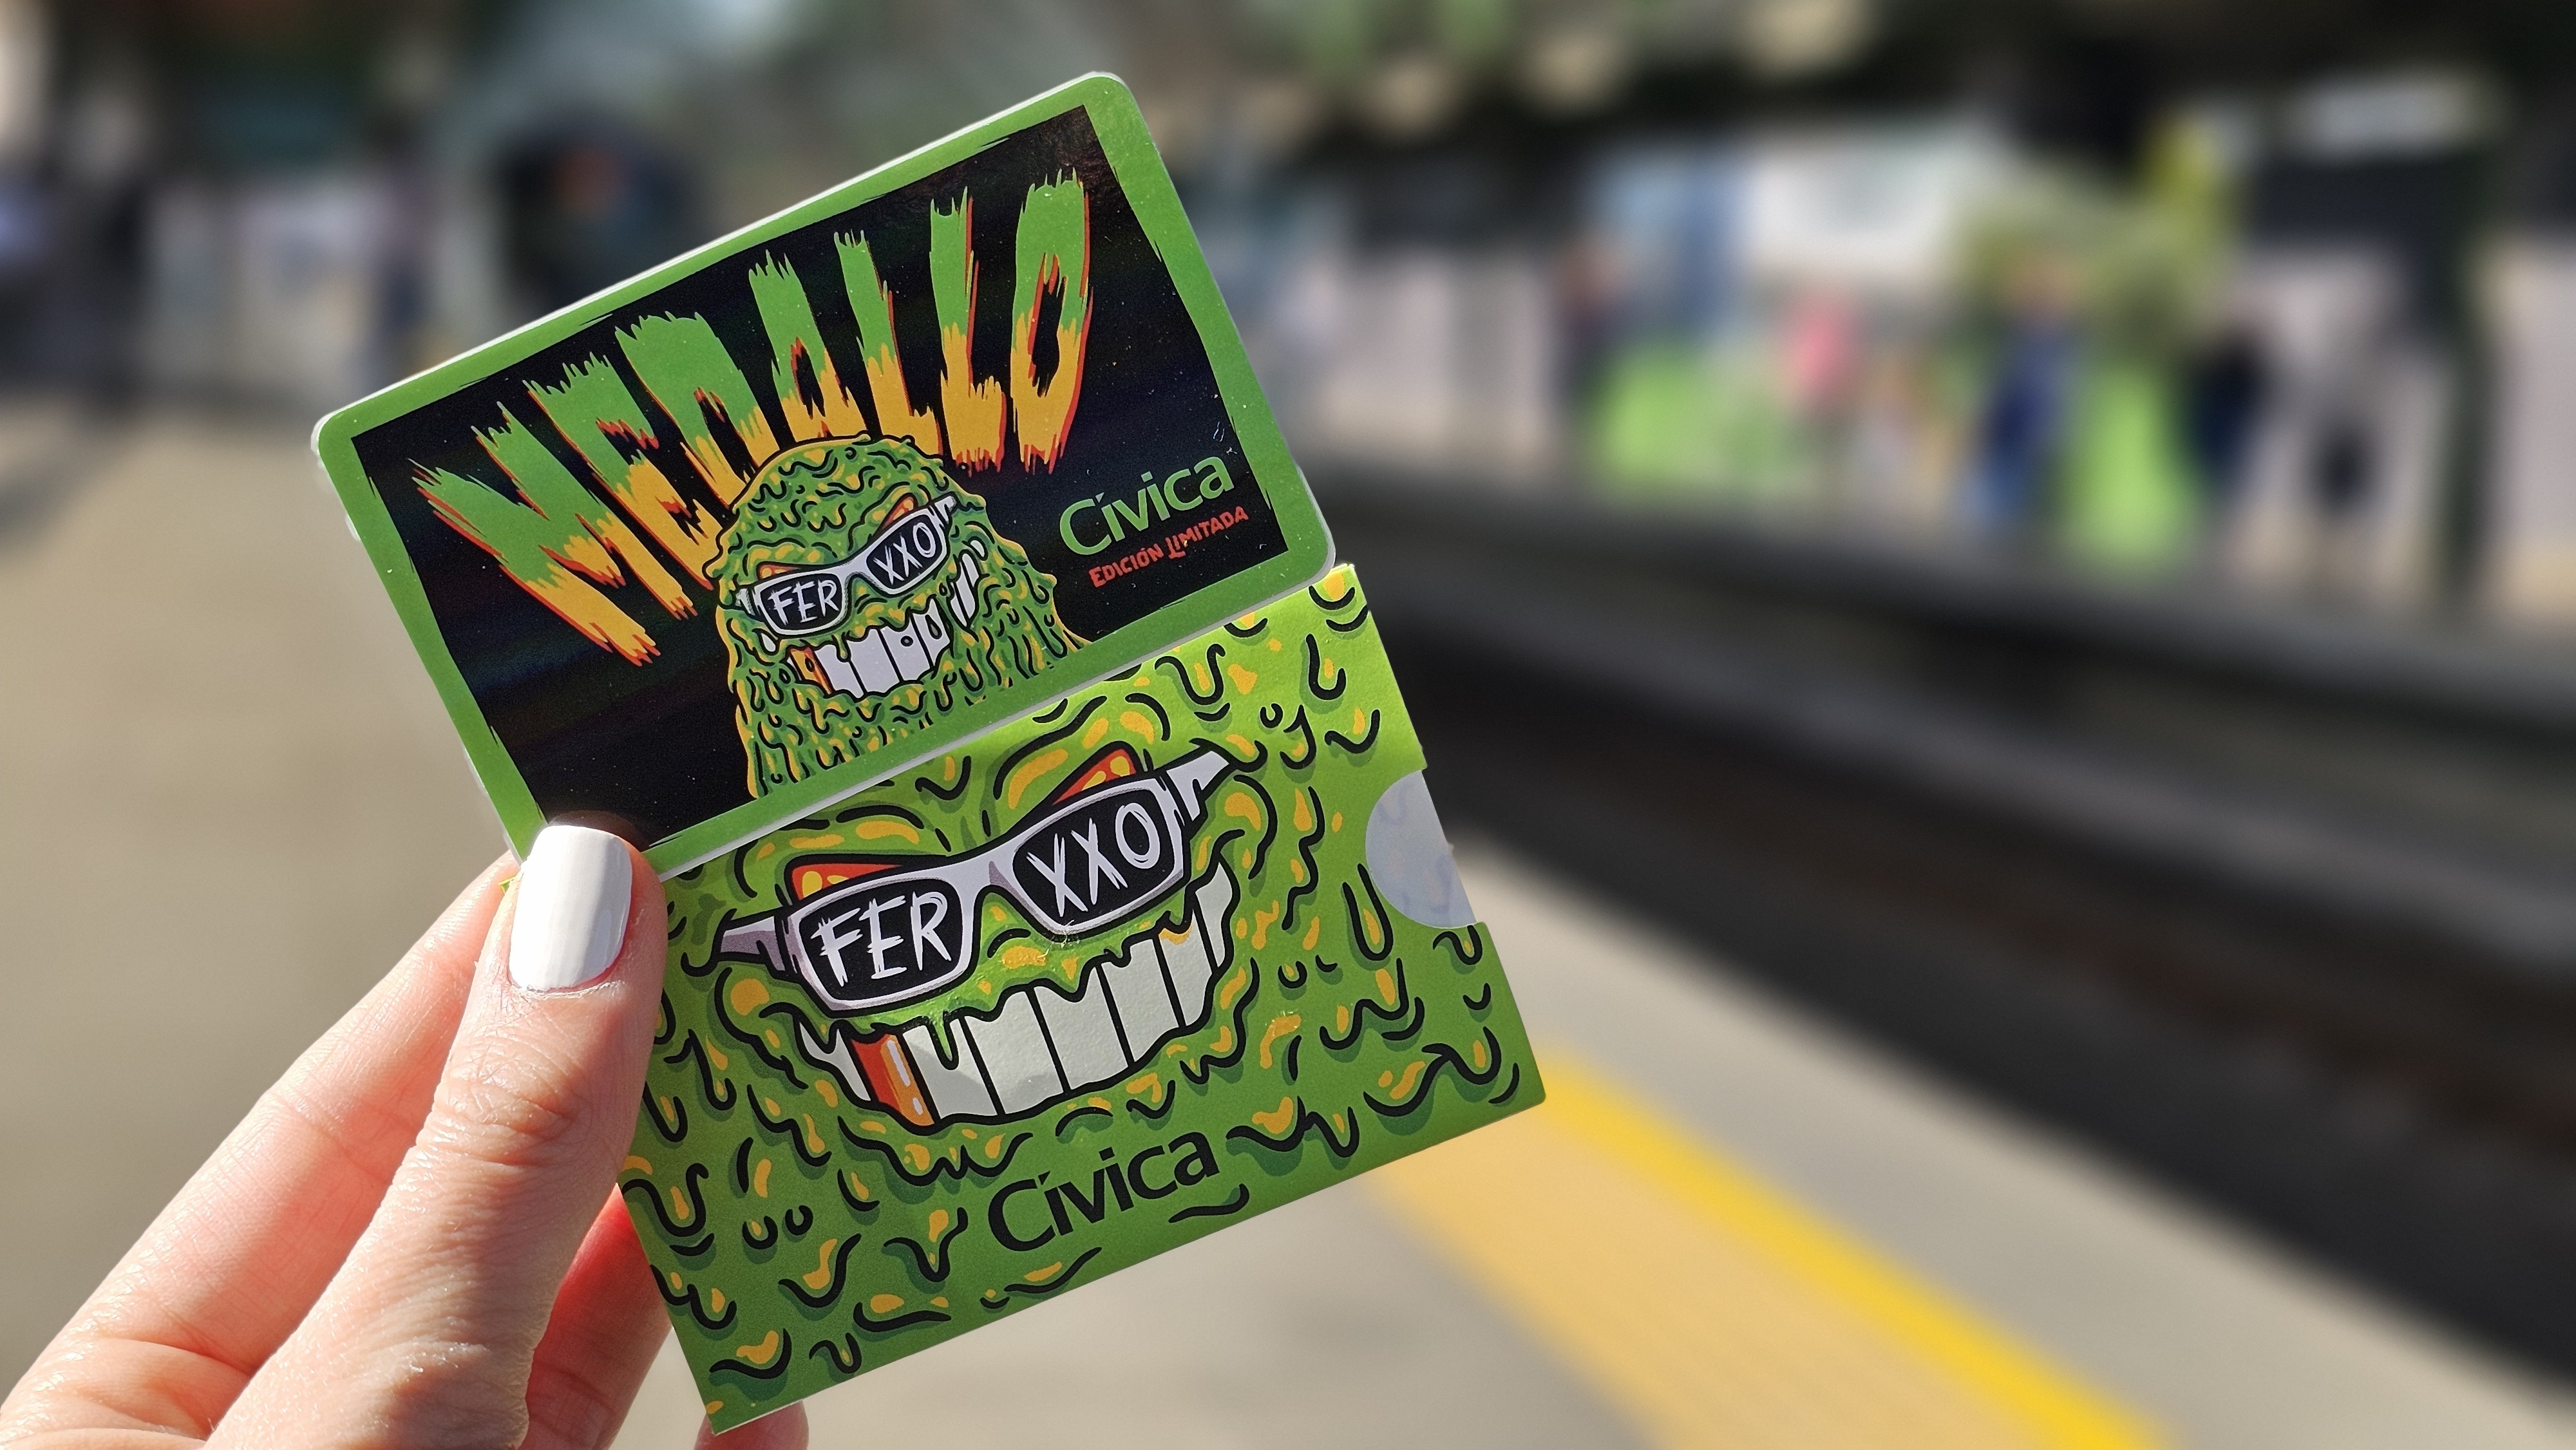 MEDALLO
FER XXO
Cívica
EDICIÓN LIMITADA
FER XXO
Cívica